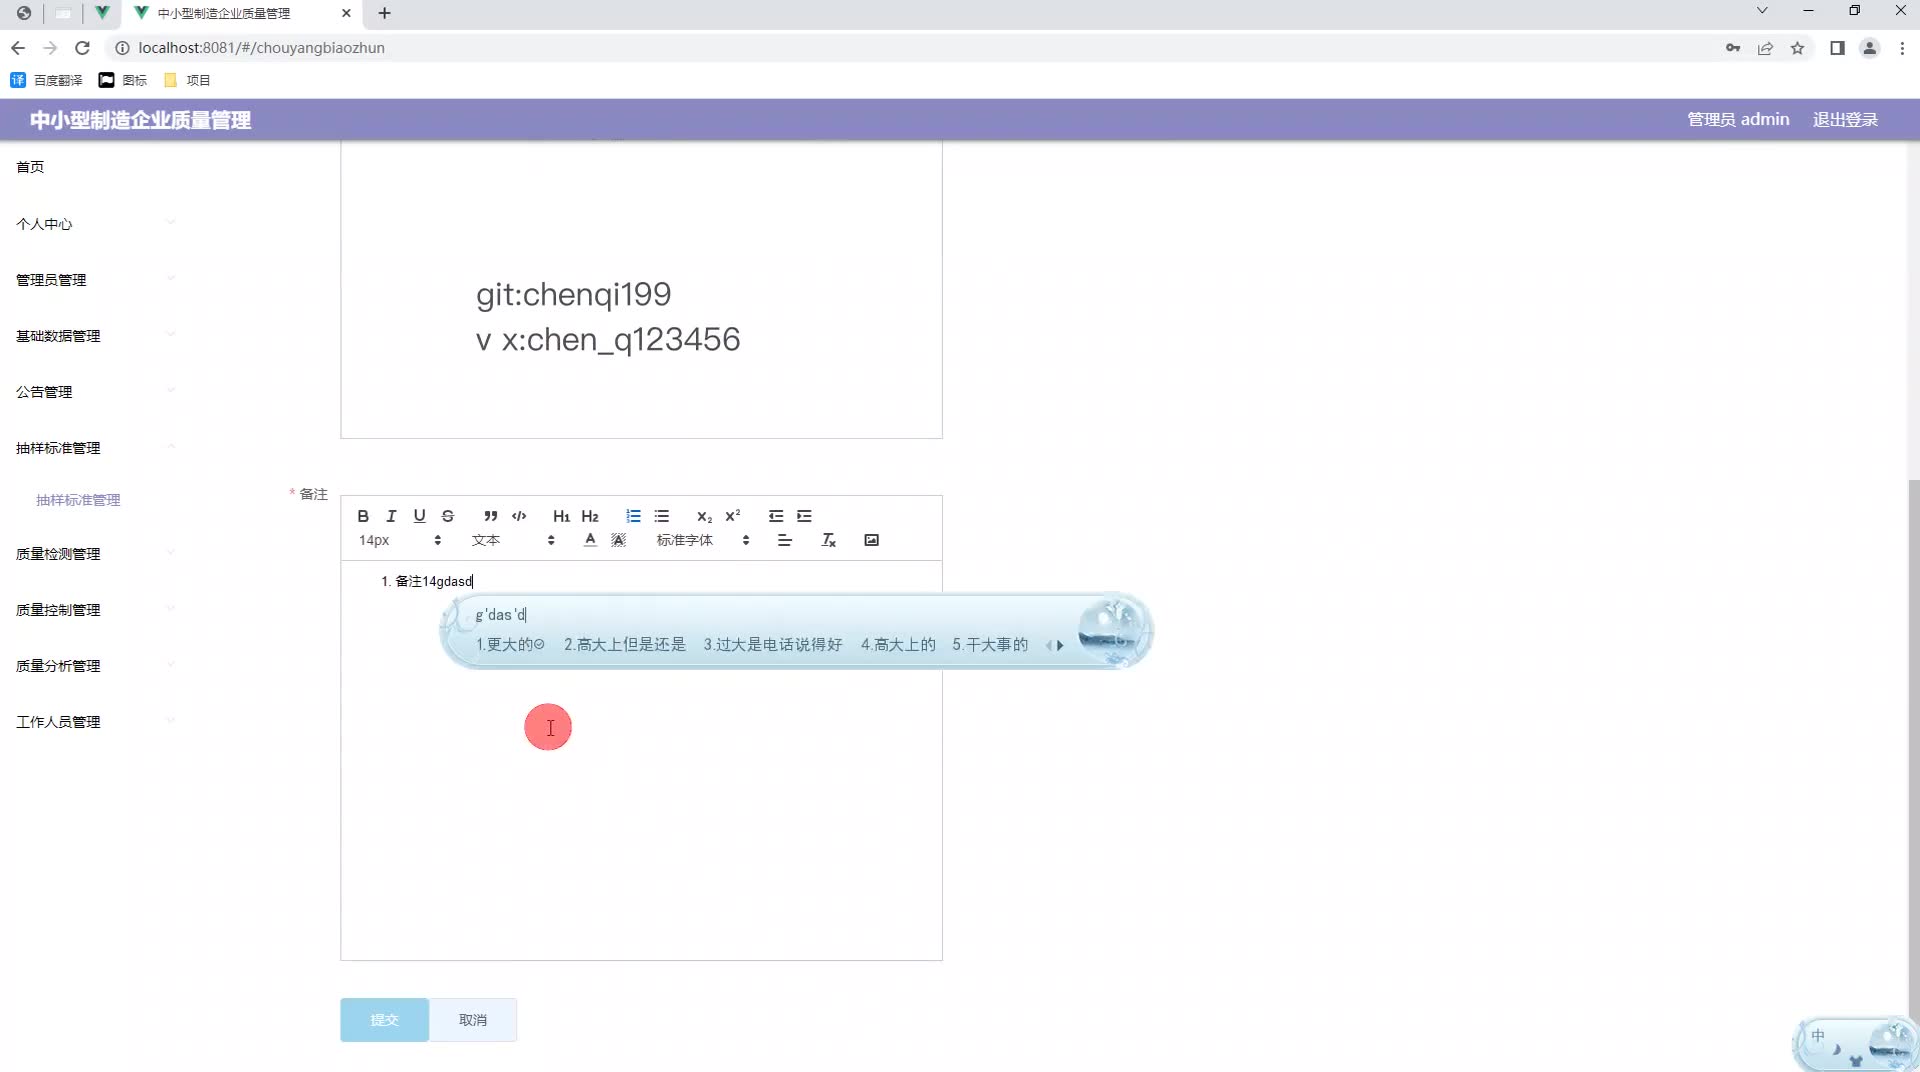 中小型制造企业质量管理
localhost:8081/#/chouyangbiaozhun
译 百度翻译 图标 项目
中小型制造企业质量管理 管理员 admin 退出登录
首页
个人中心
管理员管理
基础数据管理
公告管理
抽样标准管理
抽样标准管理
质量检测管理
质量控制管理
质量分析管理
工作人员管理
git:chenqi199
v x:chen_q123456
* 备注
B I U S H1 H2 X2 X2
14px 文本 A A 标准字体 Tx
1. 备注14gdasd
g'das'd
1.更大的 2.高大上但是还是 3.过大是电话说得好 4.高大上的 5.干大事的
提交 取消
中